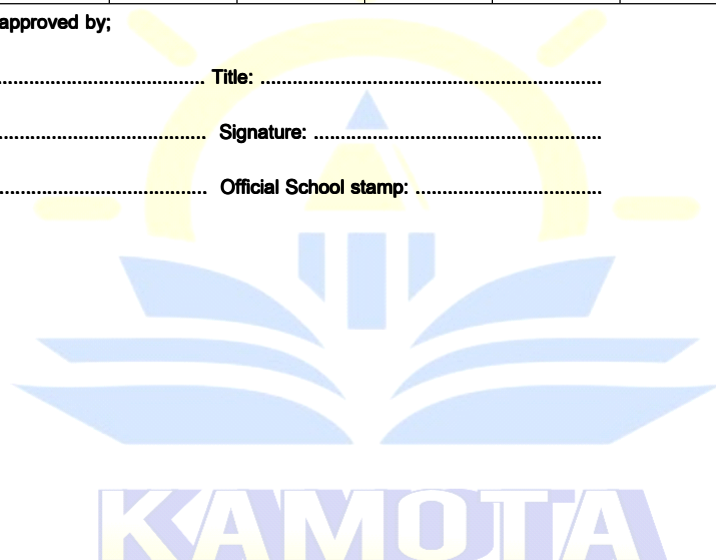 approved by;
.................................... Title: ................................................................
.................................... Signature: ......................................................
.................................... Official School stamp: ...................................
KAMOTA